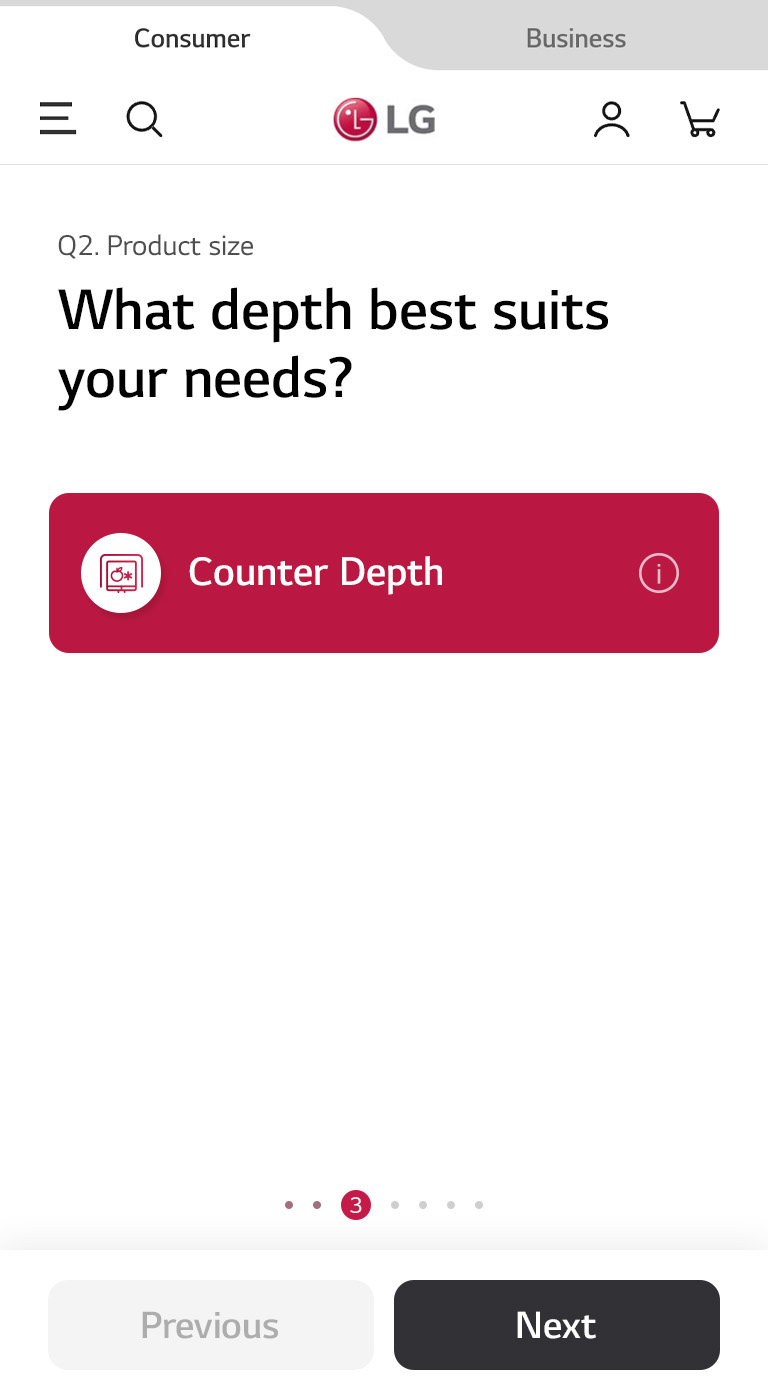 Consumer
Business
LG
Q2. Product size
What depth best suits
your needs?
Counter Depth
i
3
Previous
Next